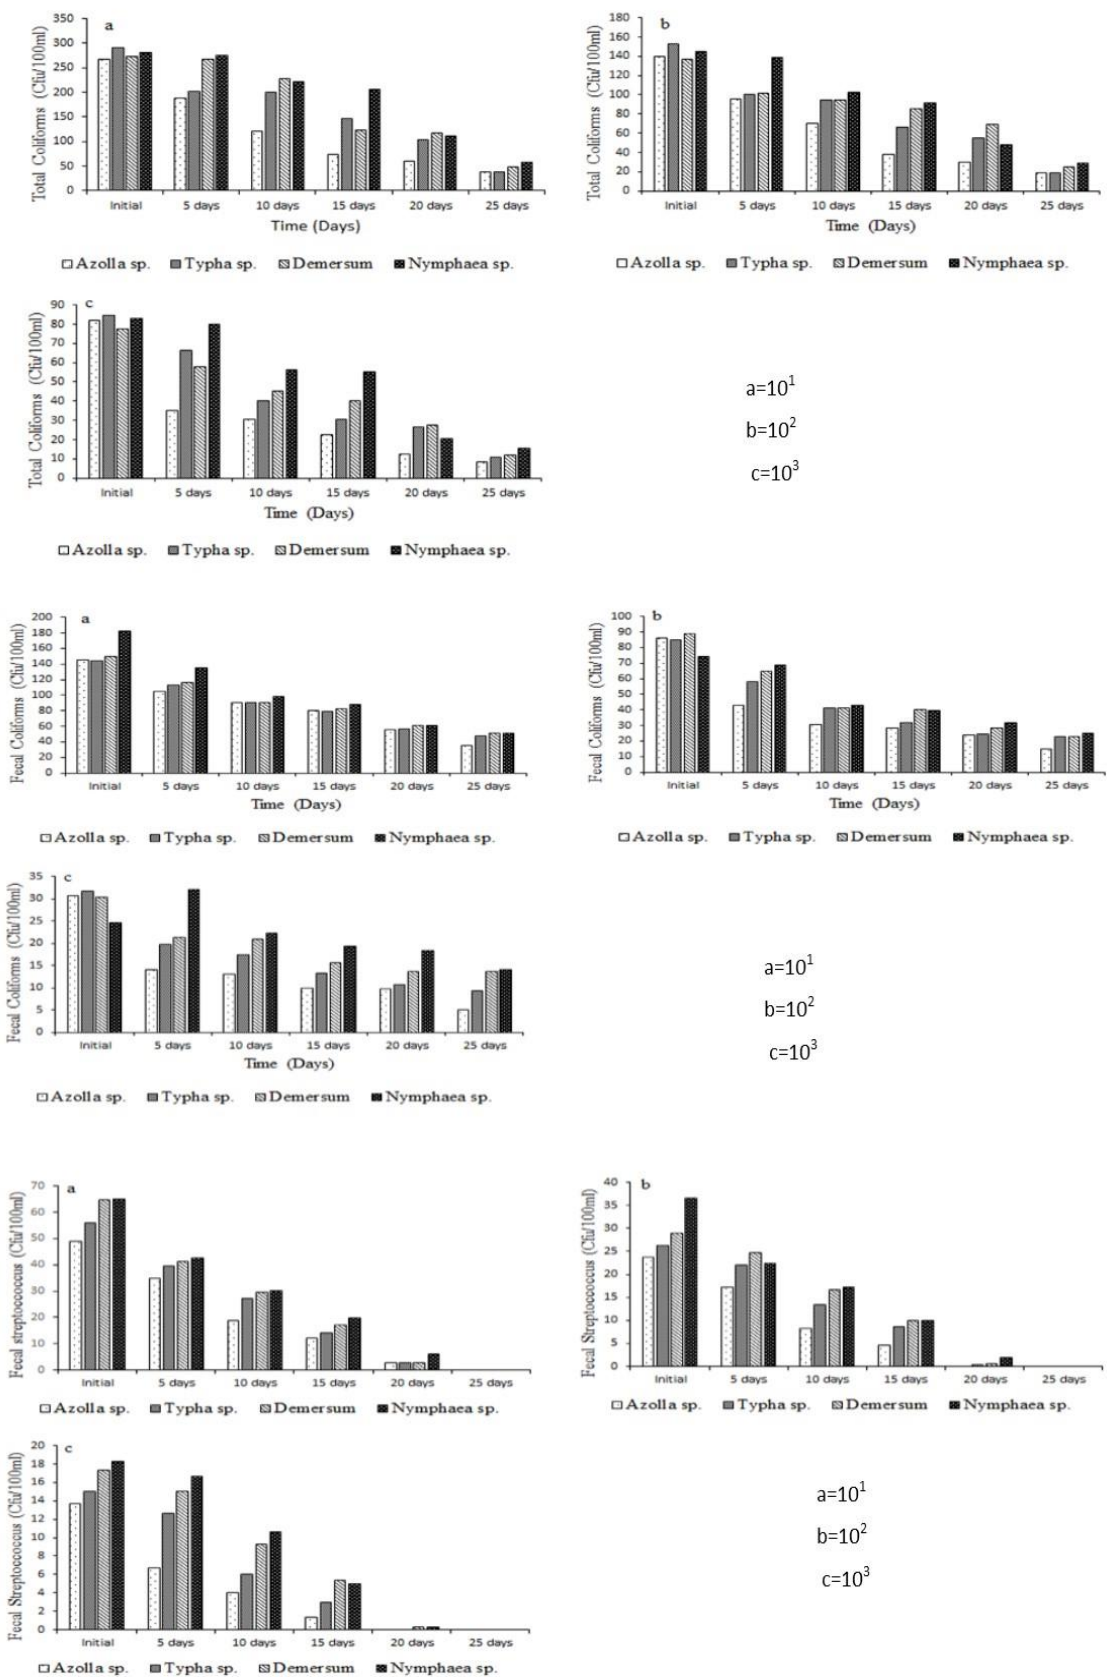 a
Total Coliforms (Cfu/100ml)
350
300
250
200
150
100
50
0
Initial 5 days 10 days 15 days 20 days 25 days
Time (Days)
Azolla sp. Typha sp. Demersum Nymphaea sp.
b
Total Coliforms (Cfu/100ml)
180
160
140
120
100
80
60
40
20
0
Initial 5 days 10 days 15 days 20 days 25 days
Time (Days)
Azolla sp. Typha sp. Demersum Nymphaea sp.
c
Total Coliforms (Cfu/100ml)
90
80
70
60
50
40
30
20
10
0
Initial 5 days 10 days 15 days 20 days 25 days
Time (Days)
Azolla sp. Typha sp. Demersum Nymphaea sp.
a=10¹
b=10²
c=10³
a
Fecal Coliforms (Cfu/100ml)
200
180
160
140
120
100
80
60
40
20
0
Initial 5 days 10 days 15 days 20 days 25 days
Time (Days)
Azolla sp. Typha sp. Demersum Nymphaea sp.
b
Fecal Coliforms (Cfu/100ml)
100
90
80
70
60
50
40
30
20
10
0
Initial 5 days 10 days 15 days 20 days 25 days
Time (Days)
Azolla sp. Typha sp. Demersum Nymphaea sp.
c
Fecal Coliforms (Cfu/100ml)
35
30
25
20
15
10
5
0
Initial 5 days 10 days 15 days 20 days 25 days
Time (Days)
Azolla sp. Typha sp. Demersum Nymphaea sp.
a=10¹
b=10²
c=10³
a
Fecal streptoccoccus (Cfu/100ml)
70
60
50
40
30
20
10
0
Initial 5 days 10 days 15 days 20 days 25 days
Azolla sp. Typha sp. Demersum Nymphaea sp.
b
Fecal Streptoccoccus (Cfu/100ml)
40
35
30
25
20
15
10
5
0
Initial 5 days 10 days 15 days 20 days 25 days
Azolla sp. Typha sp. Demersum Nymphaea sp.
c
Fecal Streptoccoccus (Cfu/100ml)
20
18
16
14
12
10
8
6
4
2
0
Initial 5 days 10 days 15 days 20 days 25 days
Azolla sp. Typha sp. Demersum Nymphaea sp.
a=10¹
b=10²
c=10³